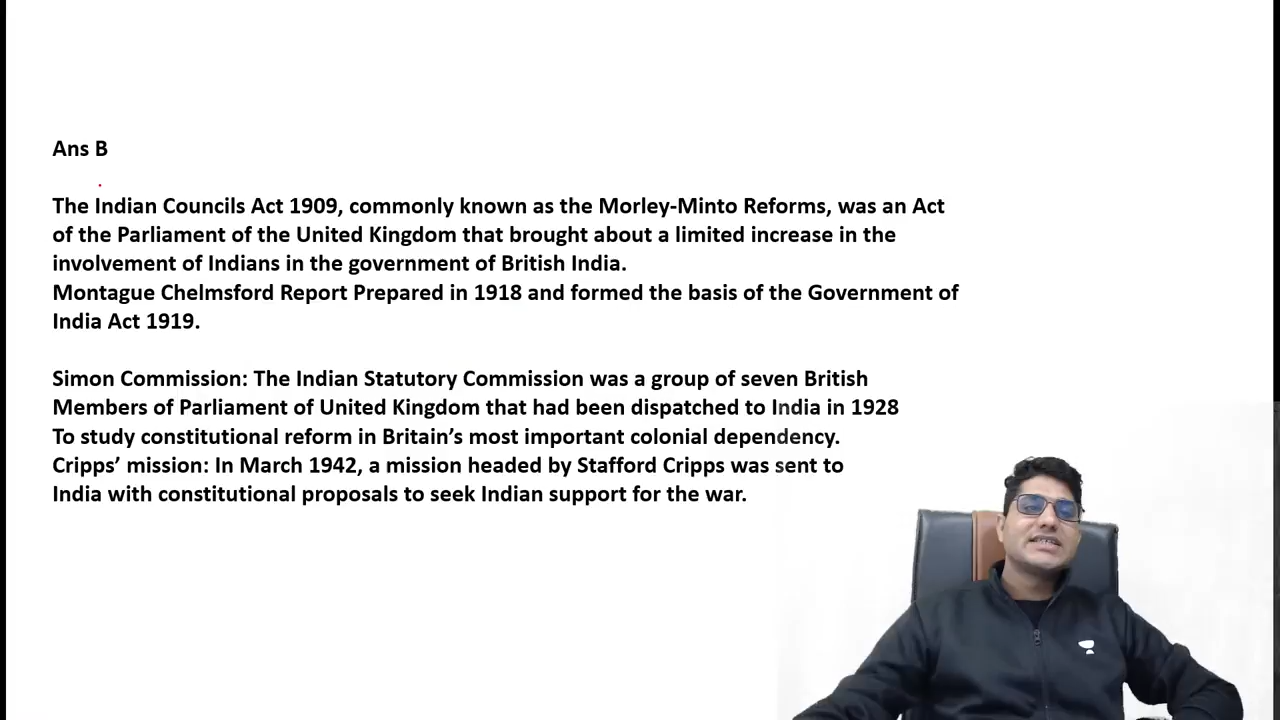 Ans B
The Indian Councils Act 1909, commonly known as the Morley-Minto Reforms, was an Act
of the Parliament of the United Kingdom that brought about a limited increase in the
involvement of Indians in the government of British India.
Montague Chelmsford Report Prepared in 1918 and formed the basis of the Government of
India Act 1919.
Simon Commission: The Indian Statutory Commission was a group of seven British
Members of Parliament of United Kingdom that had been dispatched to India in 1928
To study constitutional reform in Britain’s most important colonial dependency.
Cripps’ mission: In March 1942, a mission headed by Stafford Cripps was sent to
India with constitutional proposals to seek Indian support for the war.